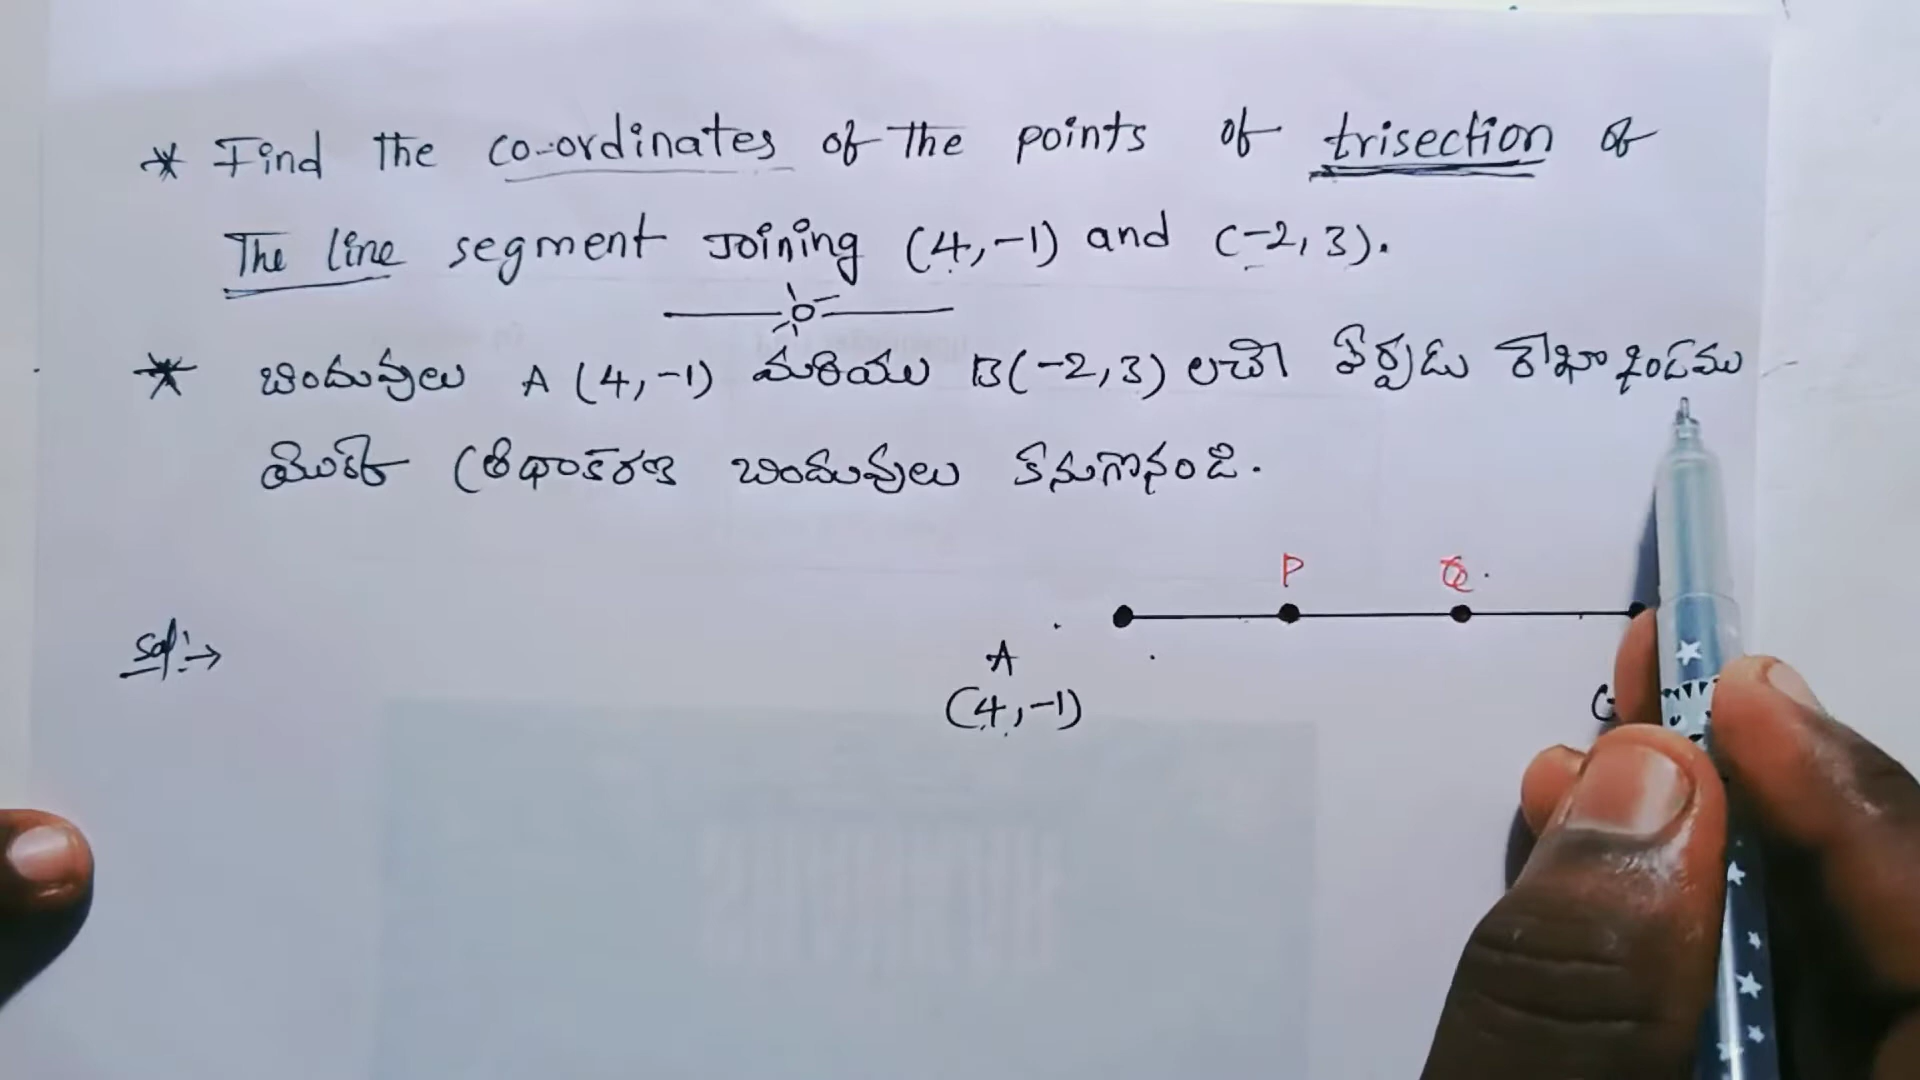 * Find the co-ordinates of the points of trisection of
The line segment Joining (4,-1) and (-2,3).
* బిందువులు A (4,-1) మరియు B(-2,3) లచే ఏర్పడు రేఖాఖండము
యొక్క త్రిథాకరణ బిందువులు కనుగొనండి.
P Q
Sol:→
A
(4,-1) (-